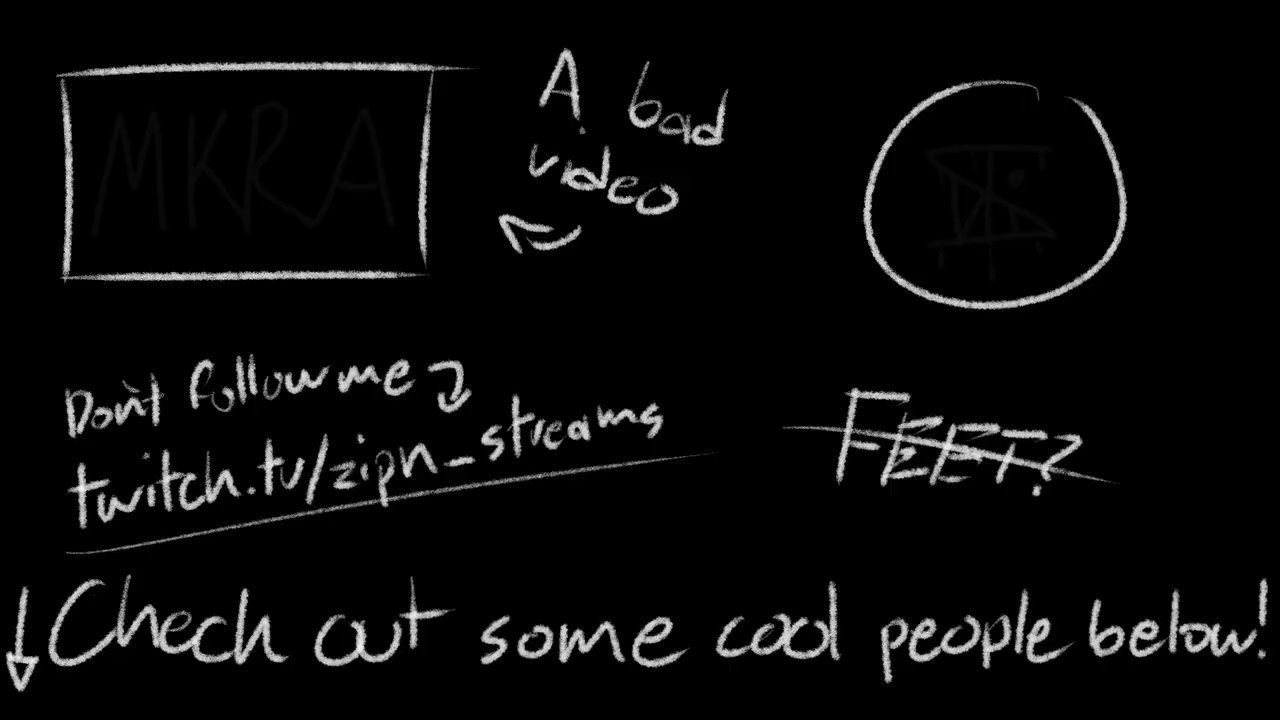 MKRA
A bad
video
Don't follow me
twitch.tv/zipn_streams
FEET?
Check out some cool people below!